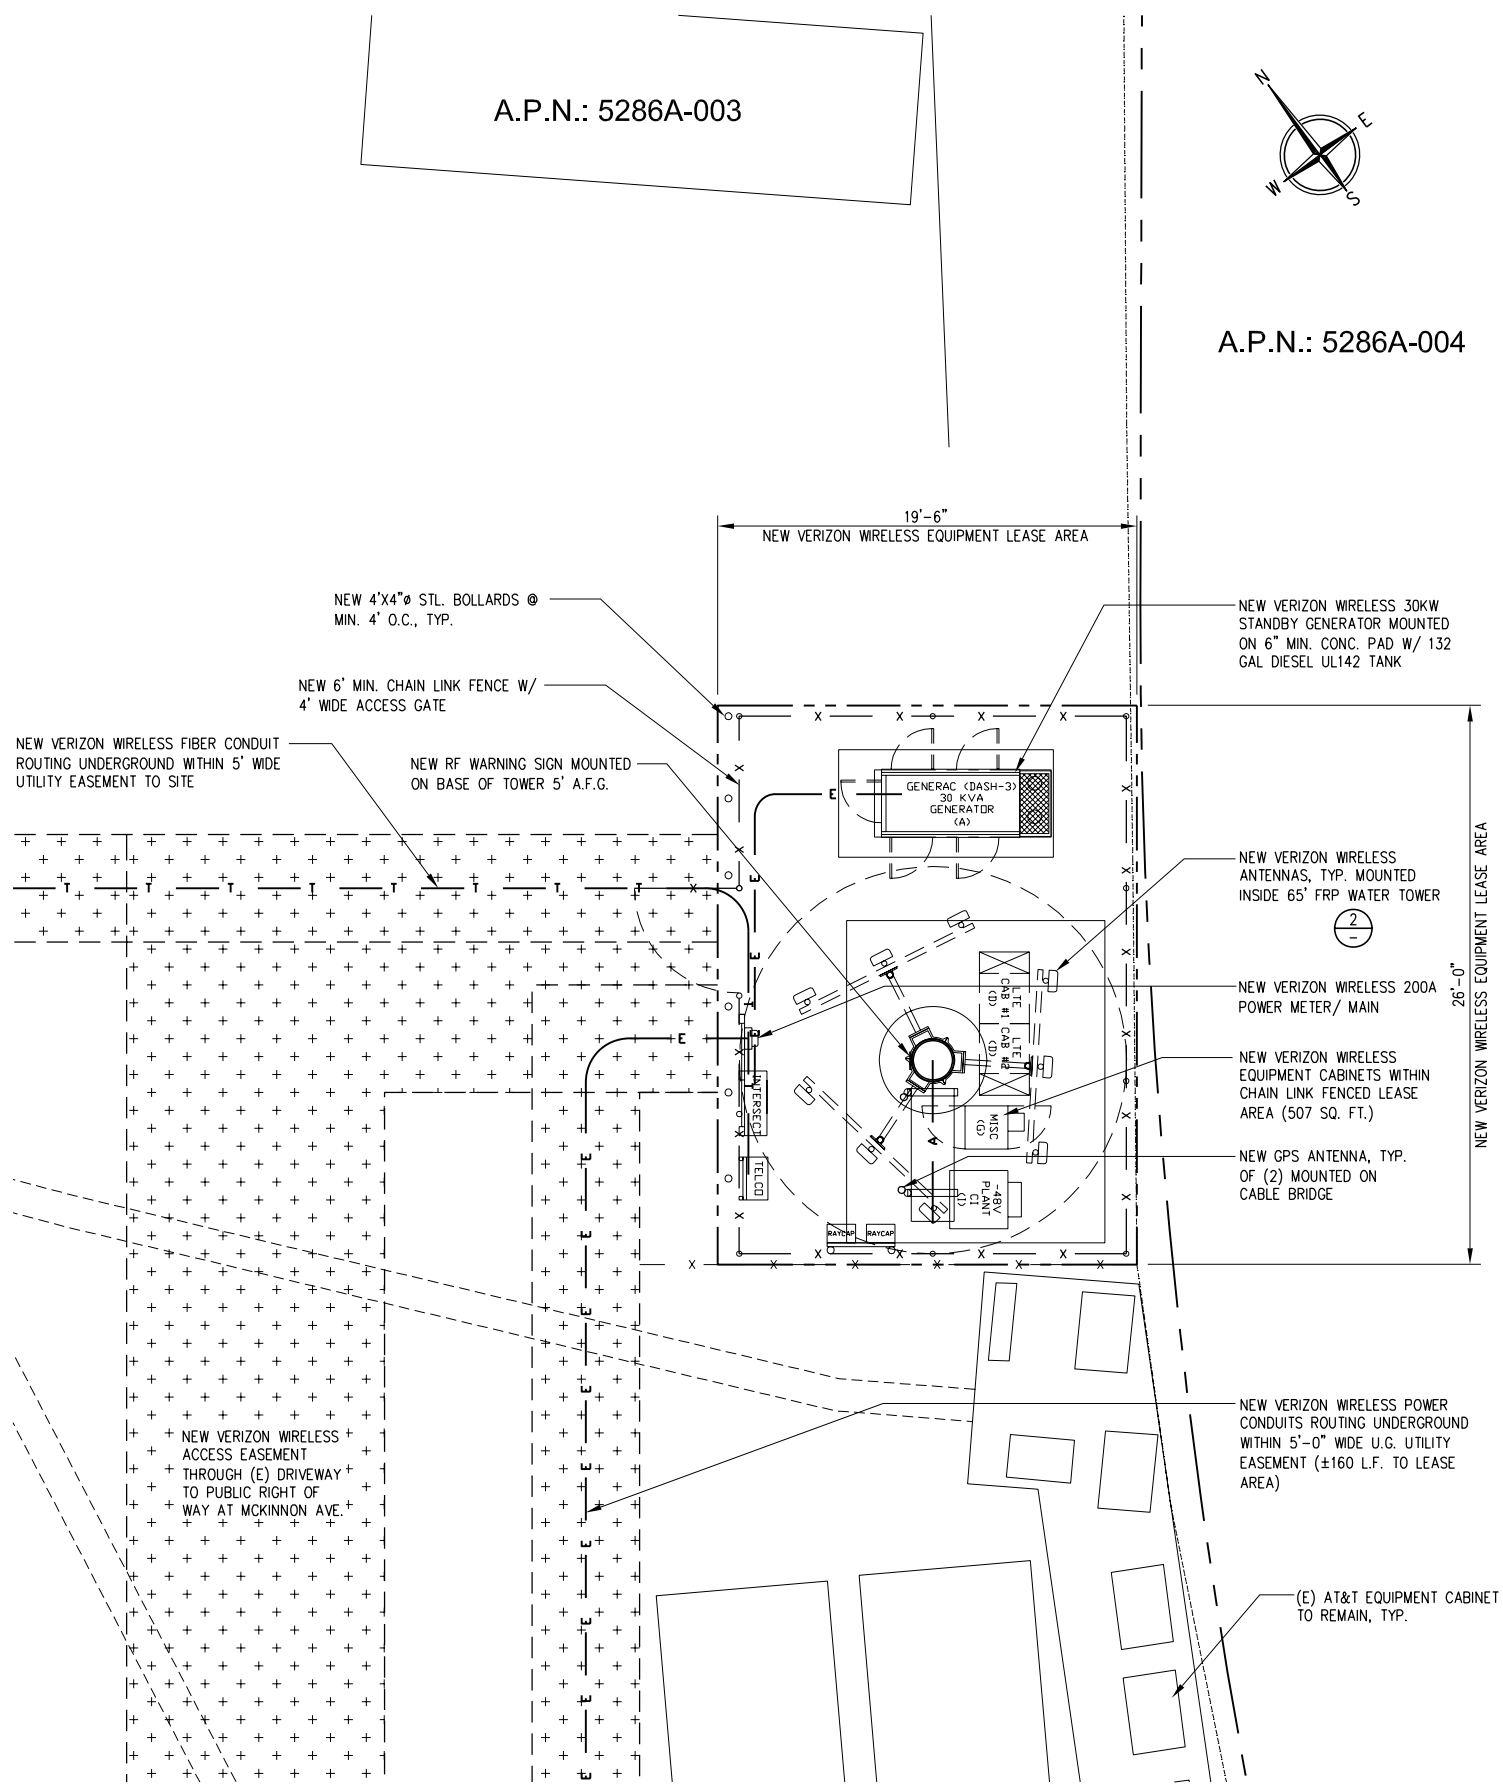 A.P.N.: 5286A-003
N
E
W
S
A.P.N.: 5286A-004
19'-6"
NEW VERIZON WIRELESS EQUIPMENT LEASE AREA
NEW 4'X4"ø STL. BOLLARDS @
MIN. 4' O.C., TYP.
NEW VERIZON WIRELESS 30KW
STANDBY GENERATOR MOUNTED
ON 6" MIN. CONC. PAD W/ 132
GAL DIESEL UL142 TANK
NEW 6' MIN. CHAIN LINK FENCE W/
4' WIDE ACCESS GATE
NEW VERIZON WIRELESS FIBER CONDUIT
ROUTING UNDERGROUND WITHIN 5' WIDE
UTILITY EASEMENT TO SITE
NEW RF WARNING SIGN MOUNTED
ON BASE OF TOWER 5' A.F.G.
GENERAC (DASH-3)
30 KVA
GENERATOR
(A)
NEW VERIZON WIRELESS
ANTENNAS, TYP. MOUNTED
INSIDE 65' FRP WATER TOWER
2
-
26'-0"
NEW VERIZON WIRELESS EQUIPMENT LEASE AREA
LTE
CAB #1
(D)
LTE
CAB #2
(D)
NEW VERIZON WIRELESS 200A
POWER METER/ MAIN
NEW VERIZON WIRELESS
EQUIPMENT CABINETS WITHIN
CHAIN LINK FENCED LEASE
AREA (507 SQ. FT.)
INTERSECT
TELCO
MISC
(G)
A
-48V
PLANT
CI
(I)
RAYCAP
RAYCAP
NEW GPS ANTENNA, TYP.
OF (2) MOUNTED ON
CABLE BRIDGE
NEW VERIZON WIRELESS POWER
CONDUITS ROUTING UNDERGROUND
WITHIN 5'-0" WIDE U.G. UTILITY
EASEMENT (±160 L.F. TO LEASE
AREA)
NEW VERIZON WIRELESS
ACCESS EASEMENT
THROUGH (E) DRIVEWAY
TO PUBLIC RIGHT OF
WAY AT MCKINNON AVE.
(E) AT&T EQUIPMENT CABINET
TO REMAIN, TYP.